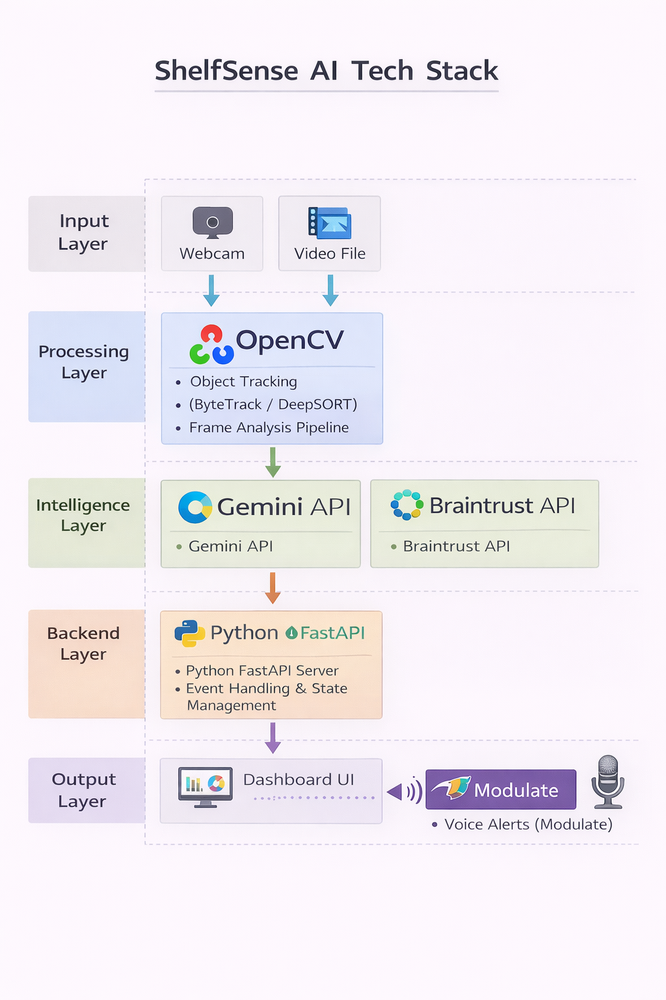 ShelfSense AI Tech Stack
Input
Layer
Webcam
Video File
Processing
Layer
OpenCV
• Object Tracking
• (ByteTrack / DeepSORT)
• Frame Analysis Pipeline
Intelligence
Layer
Gemini API
• Gemini API
Braintrust API
• Braintrust API
Backend
Layer
Python FastAPI
• Python FastAPI Server
• Event Handling & State
Management
Output
Layer
Dashboard UI
Modulate
• Voice Alerts (Modulate)